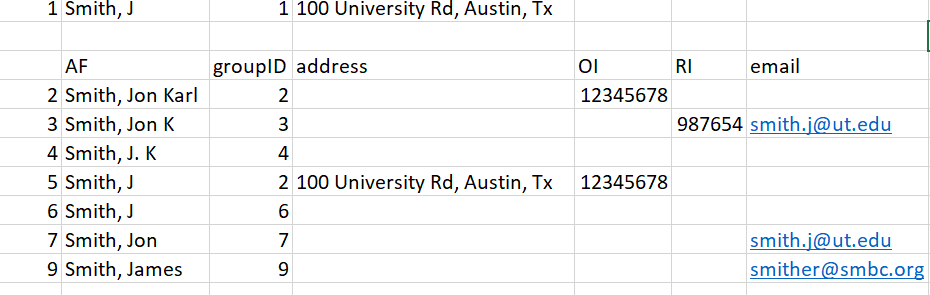 1 Smith, J 1 100 University Rd, Austin, Tx
AF groupID address OI RI email
2 Smith, Jon Karl 2 12345678
3 Smith, Jon K 3 987654 smith.j@ut.edu
4 Smith, J. K 4
5 Smith, J 2 100 University Rd, Austin, Tx 12345678
6 Smith, J 6
7 Smith, Jon 7 smith.j@ut.edu
9 Smith, James 9 smither@smbc.org